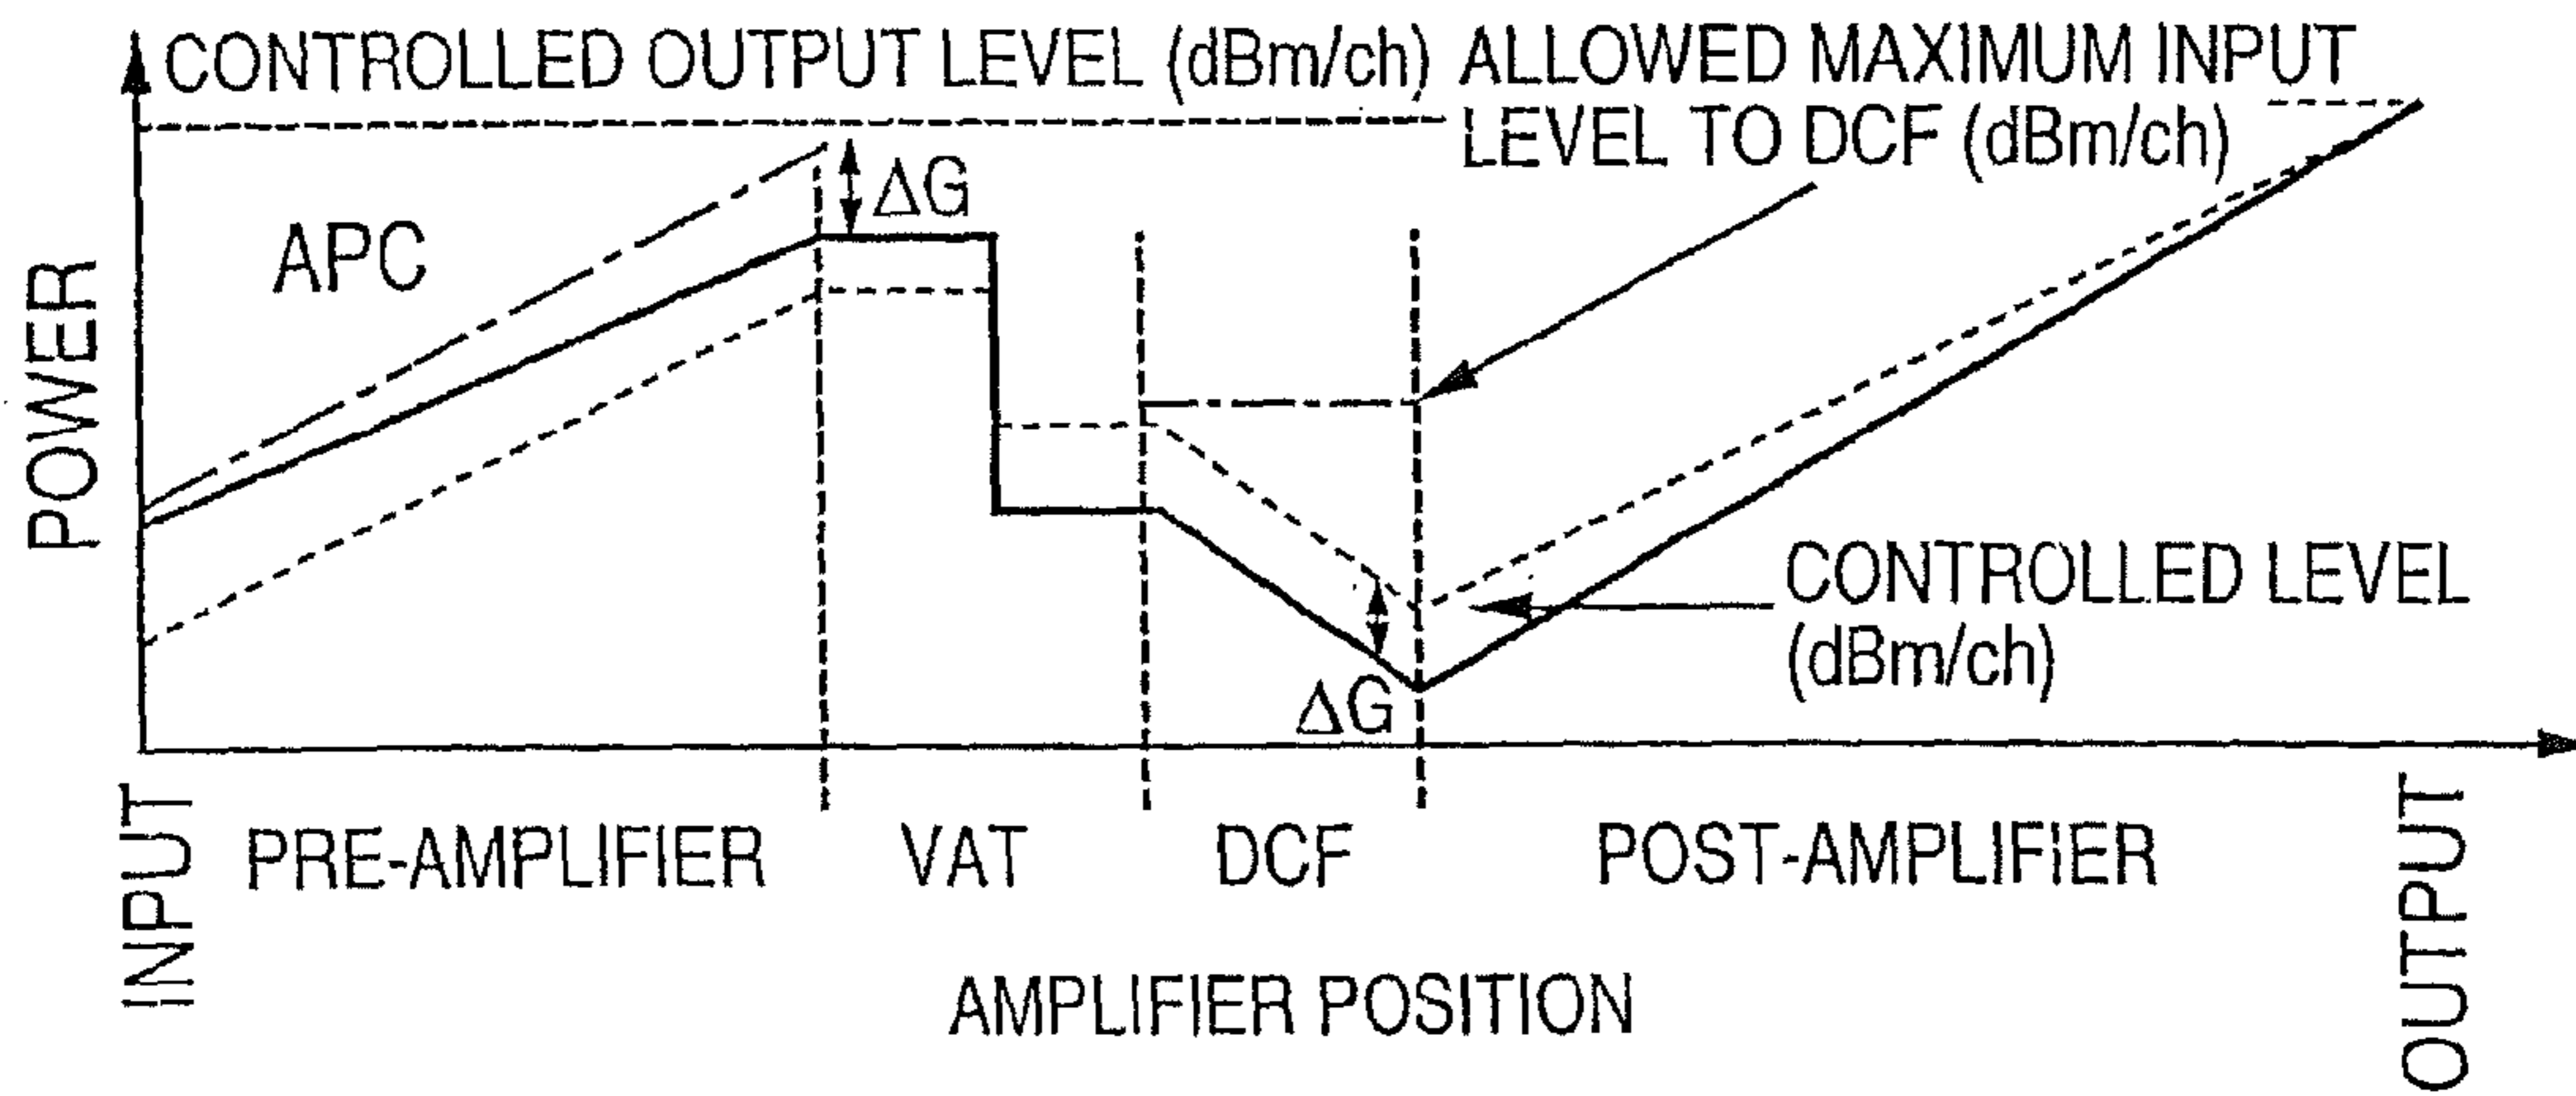 CONTROLLED OUTPUT LEVEL (dBm/ch)
ALLOWED MAXIMUM INPUT
LEVEL TO DCF (dBm/ch)
ΔG
APC
POWER
CONTROLLED LEVEL
(dBm/ch)
ΔG
INPUT
PRE-AMPLIFIER
VAT
DCF
POST-AMPLIFIER
OUTPUT
AMPLIFIER POSITION